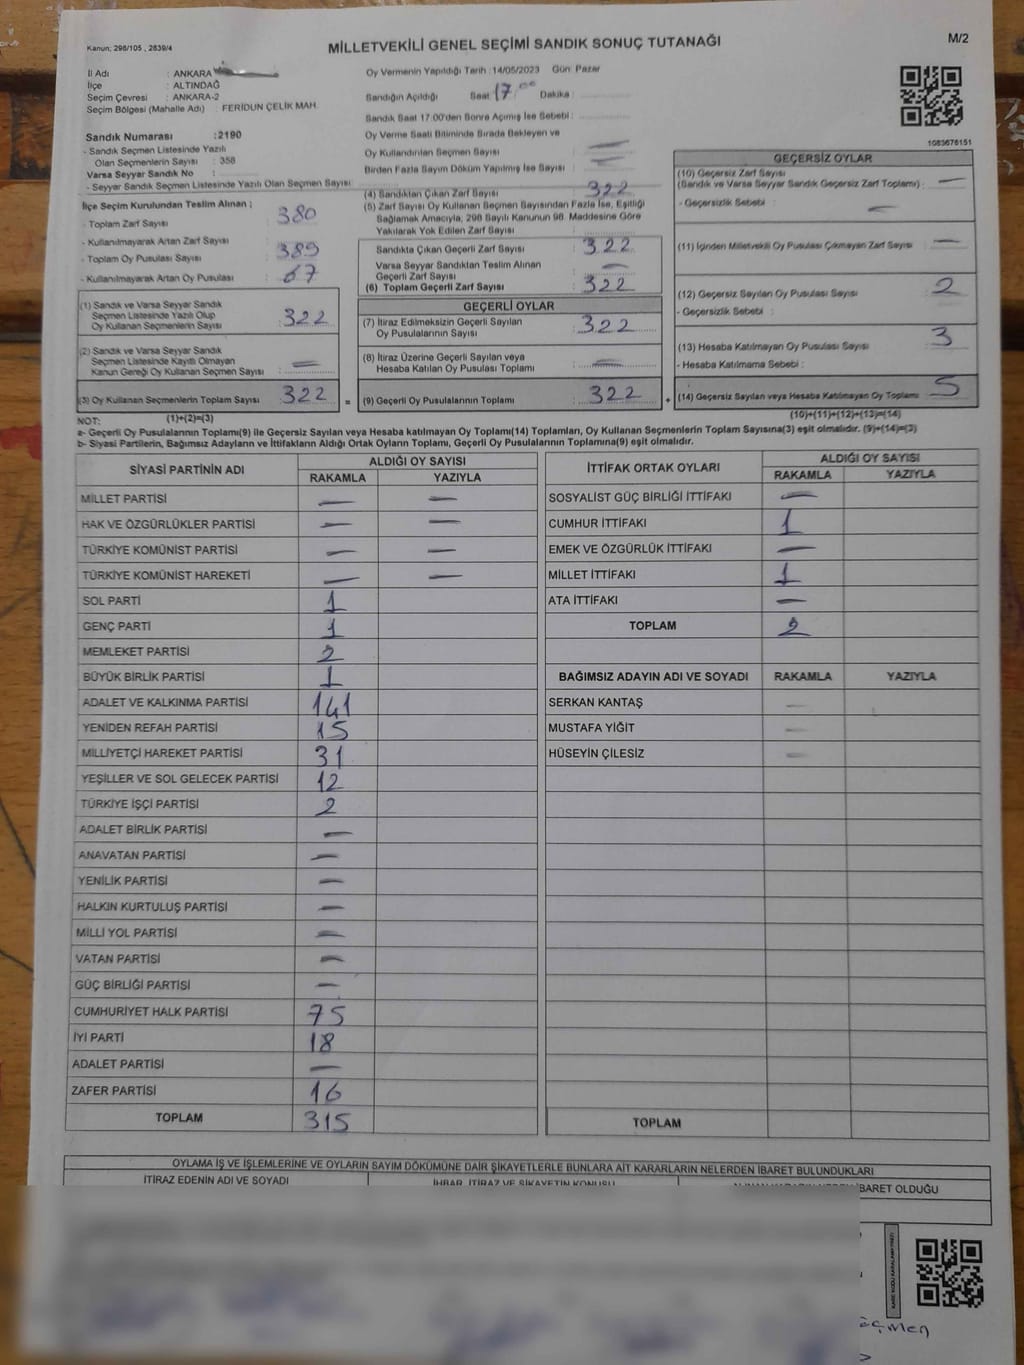 Kanun: 298/105 , 2839/4
MİLLETVEKİLİ GENEL SEÇİMİ SANDIK SONUÇ TUTANAĞI
M/2
İl Adı : ANKARA
İlçe : ALTINDAĞ
Seçim Çevresi : ANKARA-2
Seçim Bölgesi (Mahalle Adı) : FERİDUN ÇELİK MAH.
Oy Vermenin Yapıldığı Tarih : 14/05/2023 Gün: Pazar
Sandığın Açıldığı Saat 17.00 Dakika :
Sandık Saat 17.00'den Sonra Açılmış İse Sebebi :
Sandık Numarası : 2190
- Sandık Seçmen Listesinde Yazılı
Olan Seçmenlerin Sayısı : 358
Varsa Seyyar Sandık No :
- Seyyar Sandık Seçmen Listesinde Yazılı Olan Seçmen Sayısı
Oy Verme Saati Bitiminde Sırada Bekleyen ve
Oy Kullandırılan Seçmen Sayısı : —
Birden Fazla Sayım Döküm Yapılmış İse Sayısı : —
1083678151
İlçe Seçim Kurulundan Teslim Alınan :
- Toplam Zarf Sayısı : 380
- Kullanılmayarak Artan Zarf Sayısı
- Toplam Oy Pusulası Sayısı : 389
- Kullanılmayarak Artan Oy Pusulası : 67
(1) Sandık ve Varsa Seyyar Sandık
Seçmen Listesinde Yazılı Olup
Oy Kullanan Seçmenlerin Sayısı : 322
(2) Sandık ve Varsa Seyyar Sandık
Seçmen Listesinde Kayıtlı Olmayan
Kanun Gereği Oy Kullanan Seçmen Sayısı : —
(3) Oy Kullanan Seçmenlerin Toplam Sayısı : 322 =
(1)+(2)=(3)
(4) Sandıktan Çıkan Zarf Sayısı : 322
(5) Zarf Sayısı Oy Kullanan Seçmen Sayısından Fazla İse, Eşitliği
Sağlamak Amacıyla, 298 Sayılı Kanunun 98. Maddesine Göre
Yakılarak Yok Edilen Zarf Sayısı :
Sandıkta Çıkan Geçerli Zarf Sayısı : 322
Varsa Seyyar Sandıktan Teslim Alınan
Geçerli Zarf Sayısı : —
(6) Toplam Geçerli Zarf Sayısı : 322
GEÇERLİ OYLAR
(7) İtiraz Edilmeksizin Geçerli Sayılan
Oy Pusulalarının Sayısı : 322
(8) İtiraz Üzerine Geçerli Sayılan veya
Hesaba Katılan Oy Pusulası Toplamı : —
(9) Geçerli Oy Pusulalarının Toplamı : 322 +
GEÇERSİZ OYLAR
(10) Geçersiz Zarf Sayısı
(Sandık ve Varsa Seyyar Sandık Geçersiz Zarf Toplamı) : —
- Geçersizlik Sebebi : —
(11) İçinden Milletvekili Oy Pusulası Çıkmayan Zarf Sayısı : —
(12) Geçersiz Sayılan Oy Pusulası Sayısı : 2
- Geçersizlik Sebebi :
(13) Hesaba Katılmayan Oy Pusulası Sayısı : 3
- Hesaba Katılmama Sebebi :
(14) Geçersiz Sayılan veya Hesaba Katılmayan Oy Toplamı : 5
(10)+(11)+(12)+(13)=(14)
NOT:
a- Geçerli Oy Pusulalarının Toplamı(9) ile Geçersiz Sayılan veya Hesaba katılmayan Oy Toplamı(14) Toplamları, Oy Kullanan Seçmenlerin Toplam Sayısına(3) eşit olmalıdır. (9)+(14)=(3)
b- Siyasi Partilerin, Bağımsız Adayların ve İttifakların Aldığı Ortak Oyların Toplamı, Geçerli Oy Pusulalarının Toplamına(9) eşit olmalıdır.
SİYASİ PARTİNİN ADI
ALDIĞI OY SAYISI
RAKAMLA YAZIYLA
MİLLET PARTİSİ — —
HAK VE ÖZGÜRLÜKLER PARTİSİ — —
TÜRKİYE KOMÜNİST PARTİSİ — —
TÜRKİYE KOMÜNİST HAREKETİ — —
SOL PARTİ 1
GENÇ PARTİ 1
MEMLEKET PARTİSİ 2
BÜYÜK BİRLİK PARTİSİ 1
ADALET VE KALKINMA PARTİSİ 141
YENİDEN REFAH PARTİSİ 15
MİLLİYETÇİ HAREKET PARTİSİ 31
YEŞİLLER VE SOL GELECEK PARTİSİ 12
TÜRKİYE İŞÇİ PARTİSİ 2
ADALET BİRLİK PARTİSİ —
ANAVATAN PARTİSİ —
YENİLİK PARTİSİ —
HALKIN KURTULUŞ PARTİSİ —
MİLLİ YOL PARTİSİ —
VATAN PARTİSİ —
GÜÇ BİRLİĞİ PARTİSİ —
CUMHURİYET HALK PARTİSİ 75
İYİ PARTİ 18
ADALET PARTİSİ —
ZAFER PARTİSİ 16
TOPLAM 315
İTTİFAK ORTAK OYLARI
ALDIĞI OY SAYISI
RAKAMLA YAZIYLA
SOSYALİST GÜÇ BİRLİĞİ İTTİFAKI —
CUMHUR İTTİFAKI 1
EMEK VE ÖZGÜRLÜK İTTİFAKI —
MİLLET İTTİFAKI 1
ATA İTTİFAKI —
TOPLAM 2
BAĞIMSIZ ADAYIN ADI VE SOYADI RAKAMLA YAZIYLA
SERKAN KANTAŞ —
MUSTAFA YİĞİT —
HÜSEYİN ÇİLESİZ —
TOPLAM
OYLAMA İŞ VE İŞLEMLERİNE VE OYLARIN SAYIM DÖKÜMÜNE DAİR ŞİKAYETLERLE BUNLARA AİT KARARLARIN NELERDEN İBARET BULUNDUKLARI
İTİRAZ EDENİN ADI VE SOYADI
İHBAR, İTİRAZ VE ŞİKAYETİN KONUSU
İBARET OLDUĞU